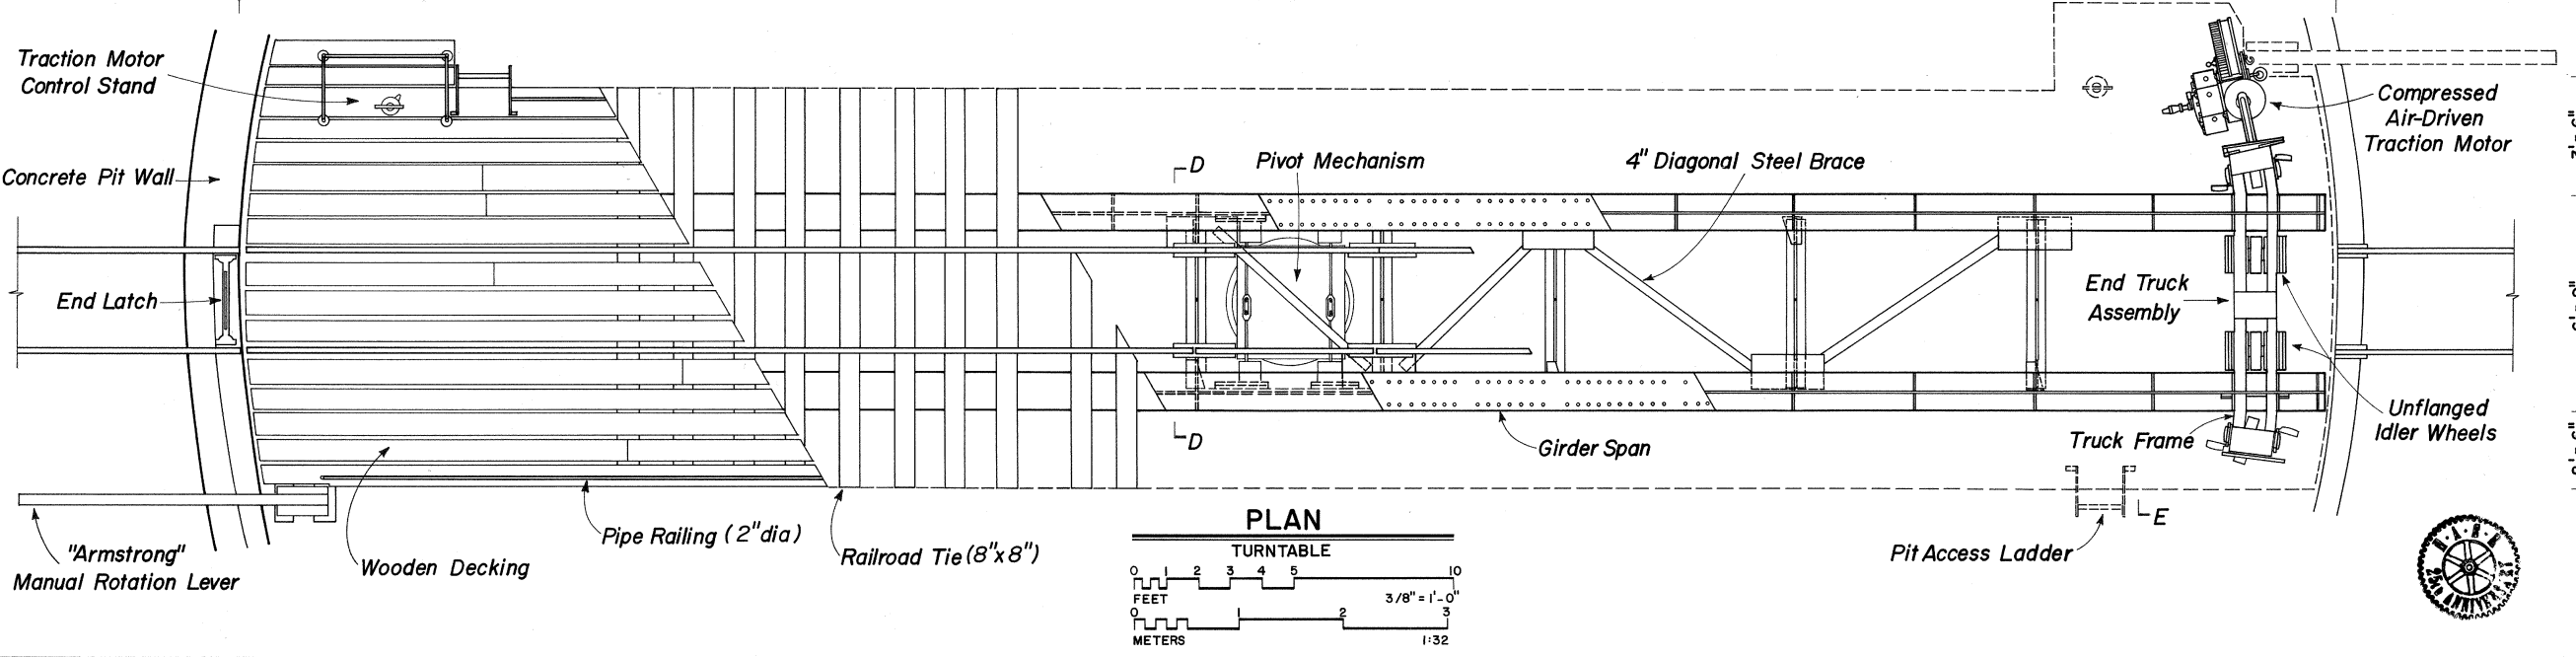 Traction Motor
Control Stand
Concrete Pit Wall
End Latch
"Armstrong"
Manual Rotation Lever
Wooden Decking
Pipe Railing (2"dia)
Railroad Tie (8"x8")
D
Pivot Mechanism
4" Diagonal Steel Brace
D
Girder Span
Compressed
Air-Driven
Traction Motor
End Truck
Assembly
Unflanged
Idler Wheels
Truck Frame
E
Pit Access Ladder
PLAN
TURNTABLE
0 1 2 3 4 5 10
FEET 3/8" = 1'-0"
0 1 2 3
METERS 1:32
H·A·E·R
25th ANNIVERSARY